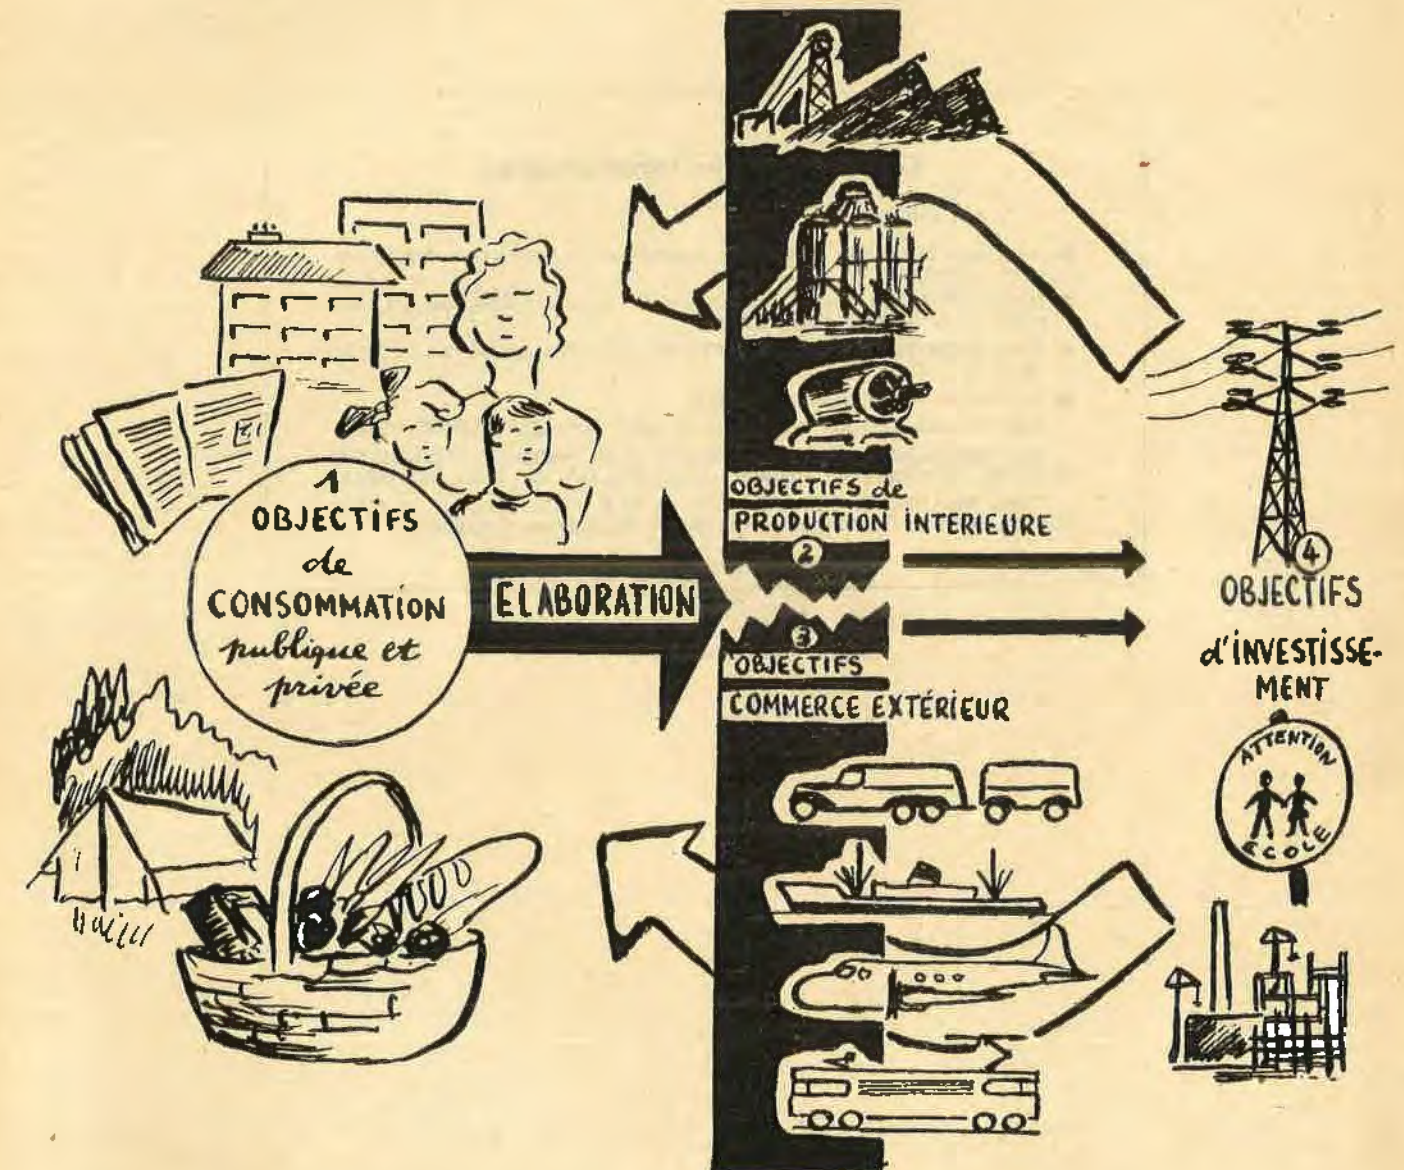 1
OBJECTIFS
de
CONSOMMATION
publique et
privée
ELABORATION
OBJECTIFS de
PRODUCTION INTERIEURE
2
3
OBJECTIFS
COMMERCE EXTÉRIEUR
4
OBJECTIFS
d'INVESTISSE-
MENT
ATTENTION
ECOLE